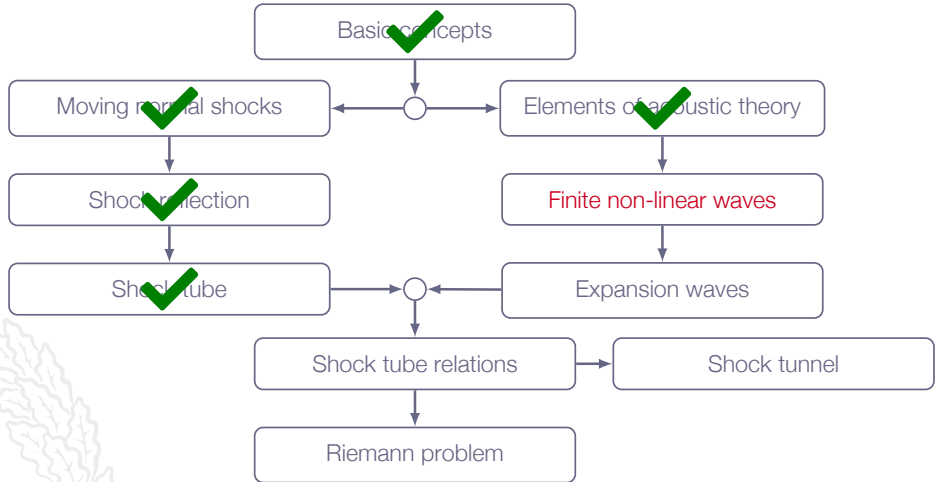 Basic concepts
Moving normal shocks
Elements of acoustic theory
Shock reflection
Finite non-linear waves
Shock tube
Expansion waves
Shock tube relations
Shock tunnel
Riemann problem